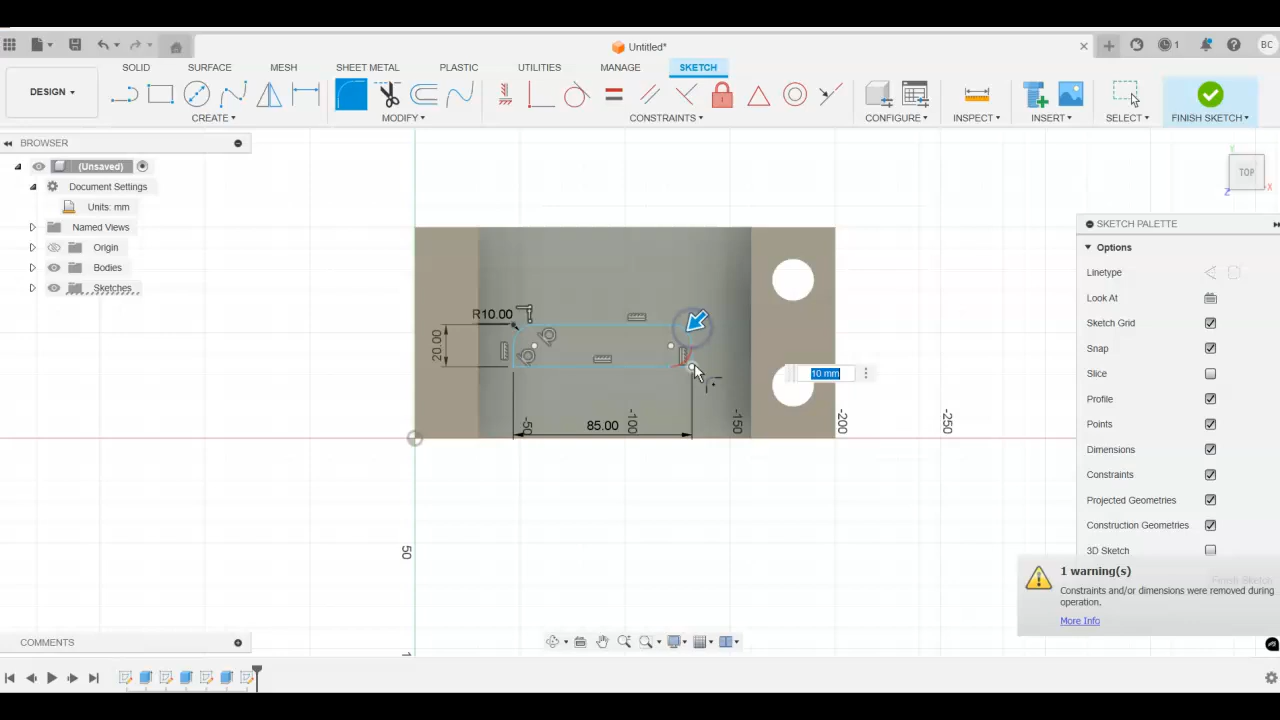 Untitled*
1
BC
DESIGN
SOLID
SURFACE
MESH
SHEET METAL
PLASTIC
UTILITIES
MANAGE
SKETCH
CREATE
MODIFY
CONSTRAINTS
CONFIGURE
INSPECT
INSERT
SELECT
FINISH SKETCH
BROWSER
(Unsaved)
Document Settings
Units: mm
Named Views
Origin
Bodies
Sketches
Y
TOP
X
Z
R10.00
20.00
85.00
10 mm
-50
-100
-150
-200
-250
50
SKETCH PALETTE
Options
Linetype
Look At
Sketch Grid
Snap
Slice
Profile
Points
Dimensions
Constraints
Projected Geometries
Construction Geometries
3D Sketch
Finish Sketch
1 warning(s)
Constraints and/or dimensions were removed during
operation.
More Info
COMMENTS